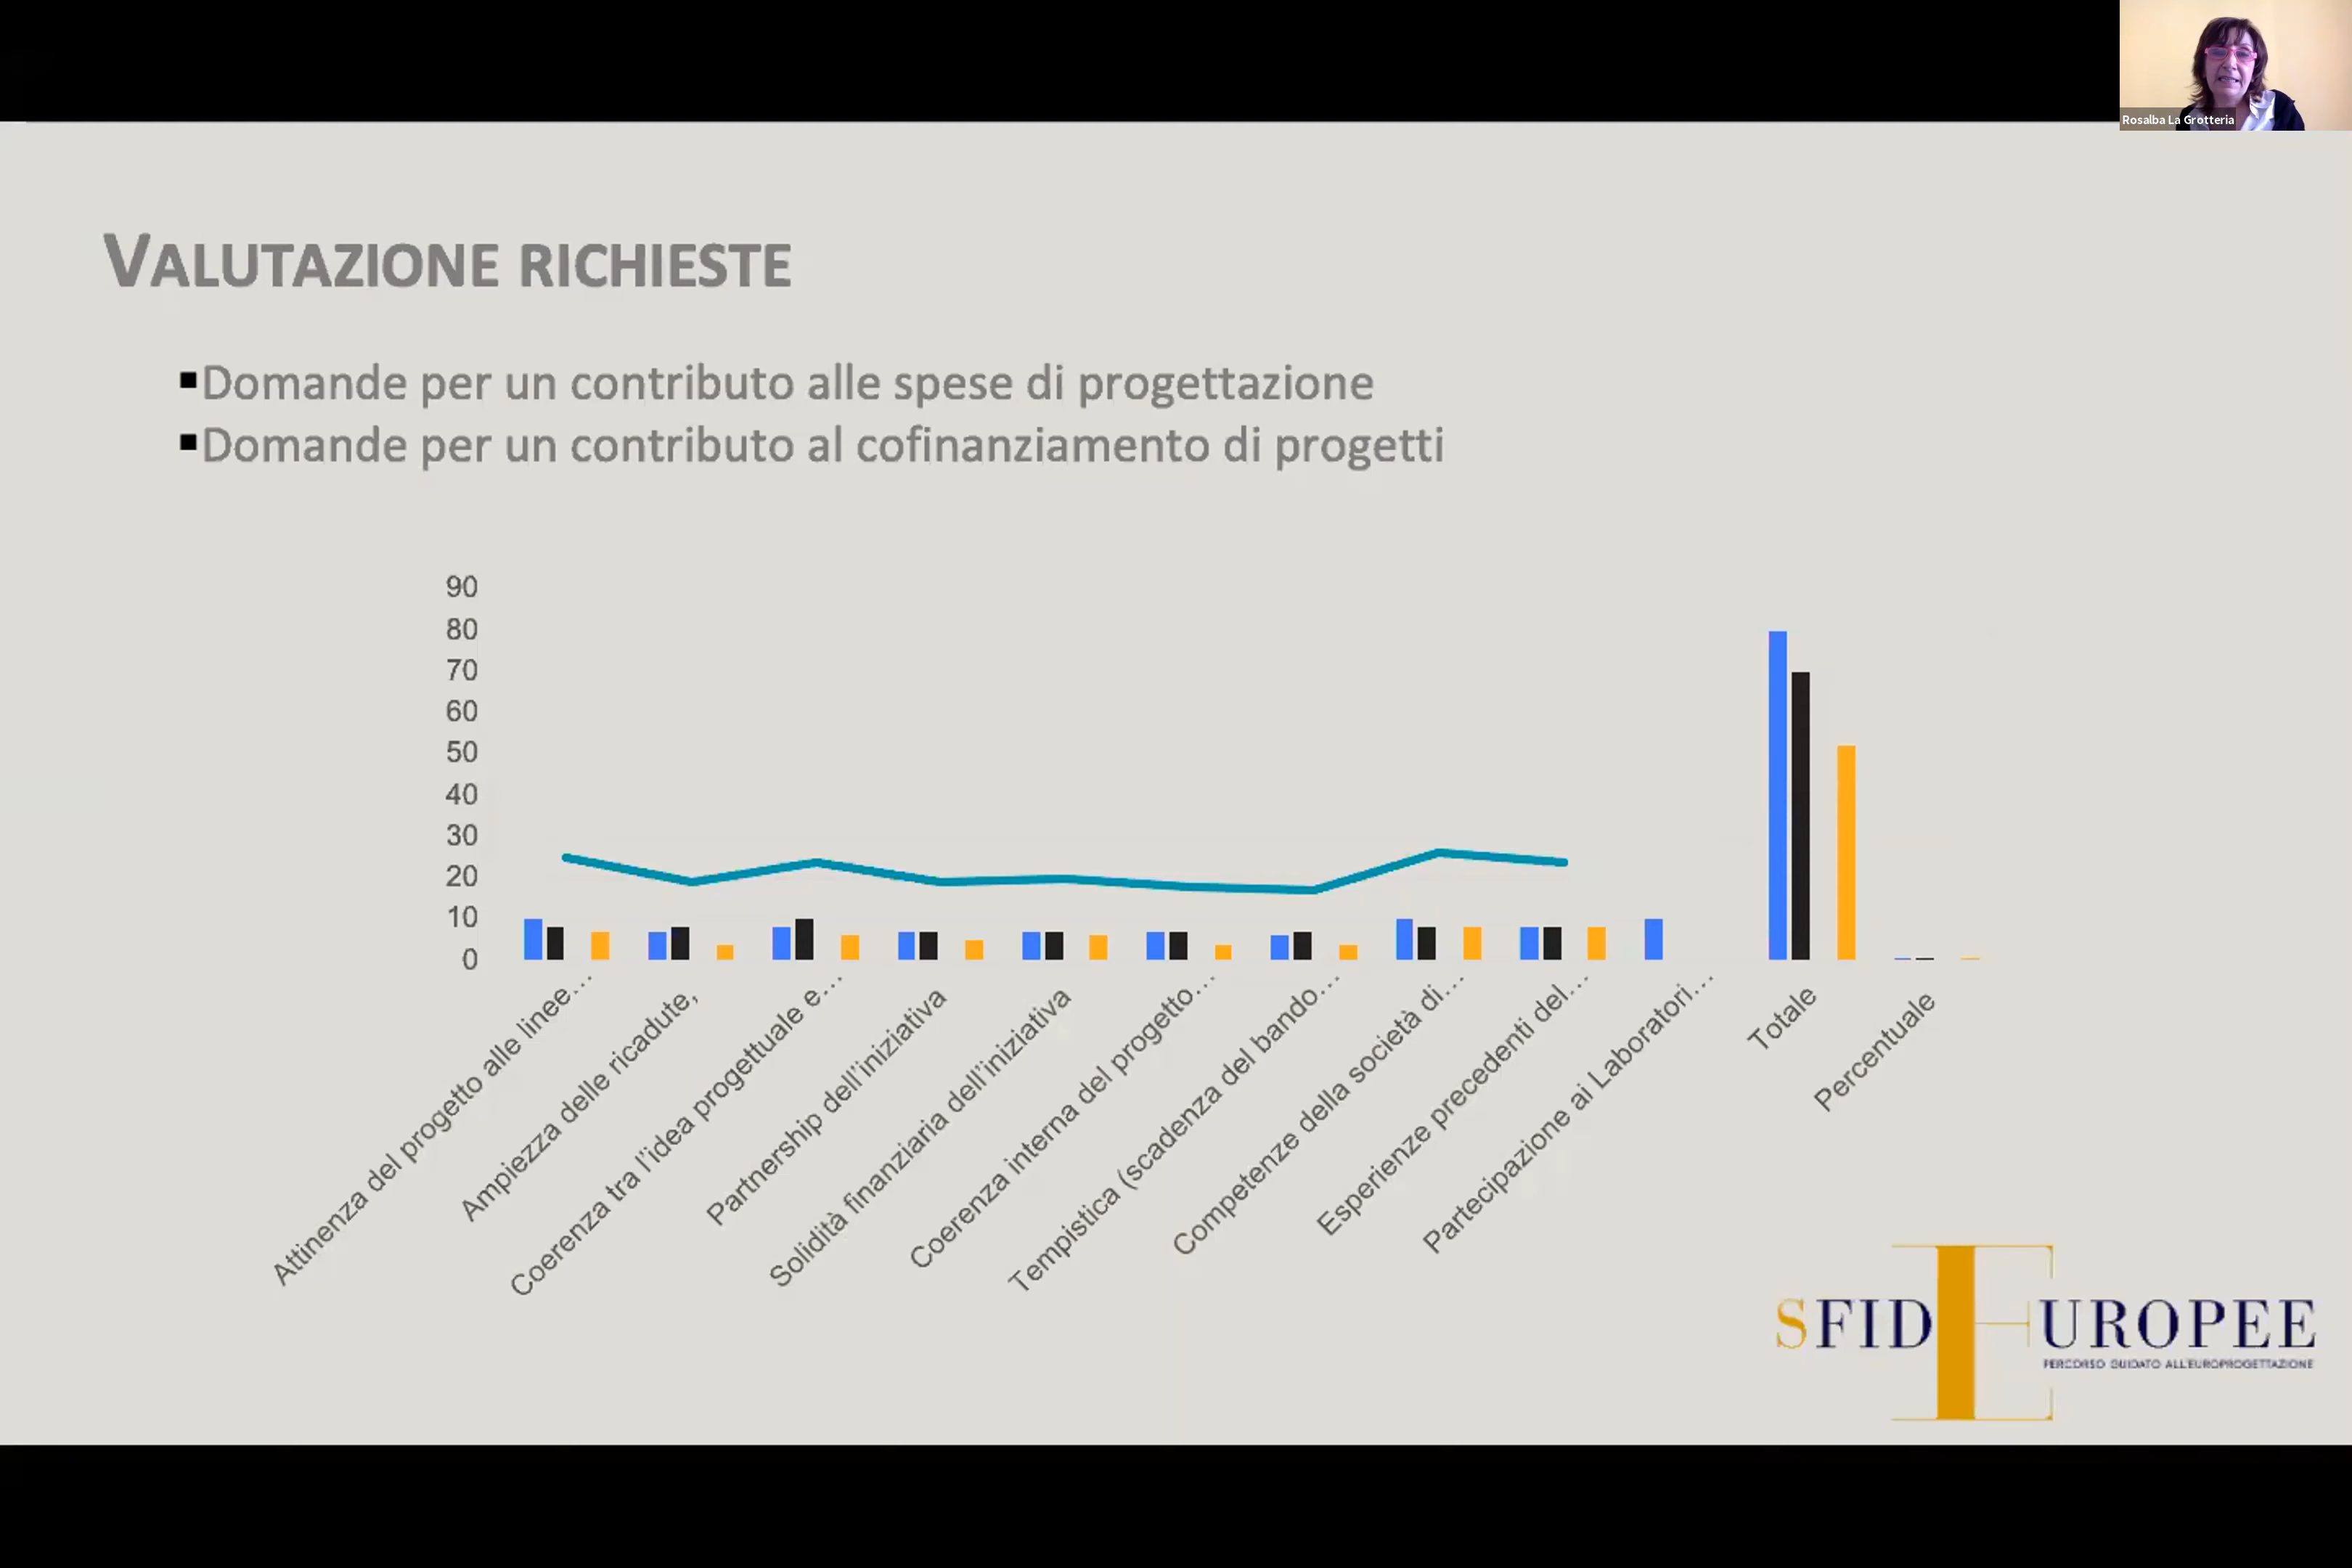 Rosalba La Grotteria
VALUTAZIONE RICHIESTE
▪Domande per un contributo alle spese di progettazione
▪Domande per un contributo al cofinanziamento di progetti
90
80
70
60
50
40
30
20
10
0
Attinenza del progetto alle linee…
Ampiezza delle ricadute,
Coerenza tra l'idea progettuale e…
Partnership dell'iniziativa
Solidità finanziaria dell'iniziativa
Coerenza interna del progetto…
Tempistica (scadenza del bando…
Competenze della società di…
Esperienze precedenti del…
Partecipazione ai Laboratori…
Totale
Percentuale
SFIDEUROPEE
PERCORSO GUIDATO ALL'EUROPROGETTAZIONE